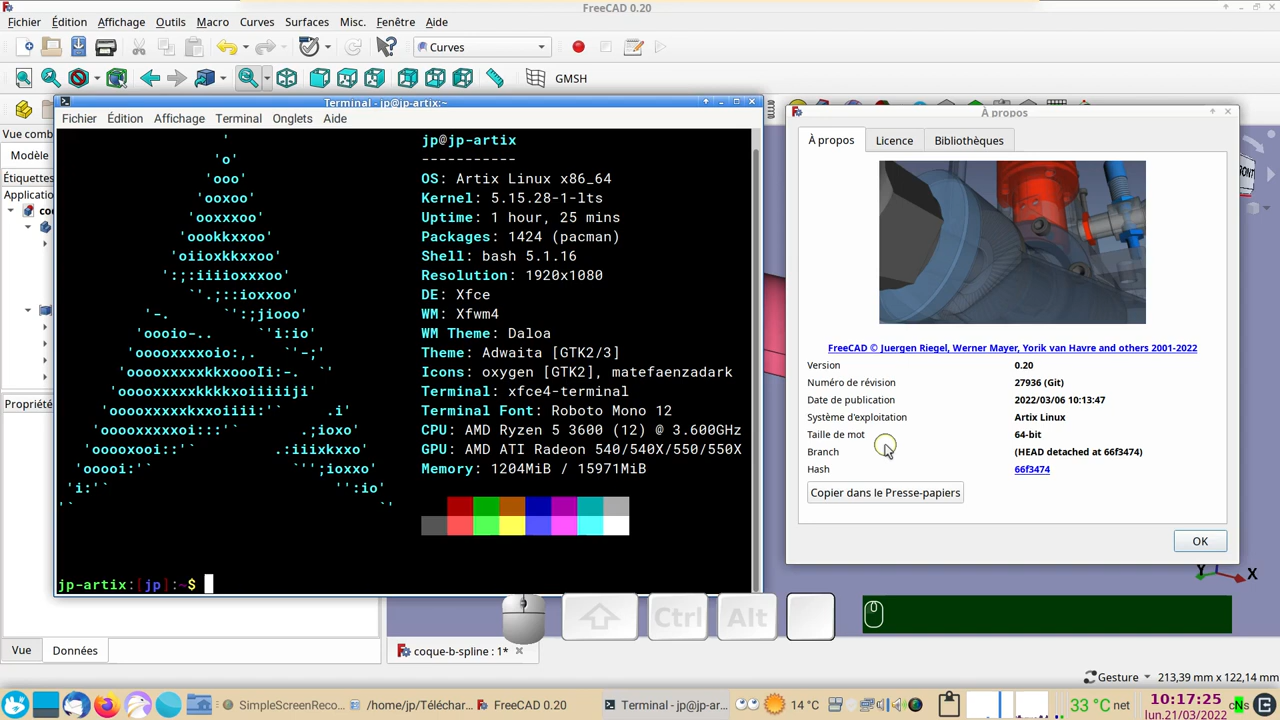 FreeCAD 0.20
Fichier Édition Affichage Outils Macro Curves Surfaces Misc. Fenêtre Aide
Curves
GMSH
Terminal - jp@jp-artix:~
Fichier Édition Affichage Terminal Onglets Aide
Vue com
Modèle
Étiquettes
Application
co
Propriété
jp@jp-artix
-----------
OS: Artix Linux x86_64
Kernel: 5.15.28-1-lts
Uptime: 1 hour, 25 mins
Packages: 1424 (pacman)
Shell: bash 5.1.16
Resolution: 1920x1080
DE: Xfce
WM: Xfwm4
WM Theme: Daloa
Theme: Adwaita [GTK2/3]
Icons: oxygen [GTK2], matefaenzadark
Terminal: xfce4-terminal
Terminal Font: Roboto Mono 12
CPU: AMD Ryzen 5 3600 (12) @ 3.600GHz
GPU: AMD ATI Radeon 540/540X/550/550X
Memory: 1204MiB / 15971MiB
jp-artix:[jp]:~$
À propos
À propos Licence Bibliothèques
FreeCAD © Juergen Riegel, Werner Mayer, Yorik van Havre and others 2001-2022
Version 0.20
Numéro de révision 27936 (Git)
Date de publication 2022/03/06 10:13:47
Système d'exploitation Artix Linux
Taille de mot 64-bit
Branch (HEAD detached at 66f3474)
Hash 66f3474
Copier dans le Presse-papiers
OK
FRONT
Y X
Ctrl Alt
Vue Données
coque-b-spline : 1*
Gesture 213,39 mm x 122,14 mm
SimpleScreenReco... /home/jp/Téléchar... FreeCAD 0.20 Terminal - jp@jp-ar... 14 °C 33 °C net 10:17:25 cNs
lun.21/03/2022